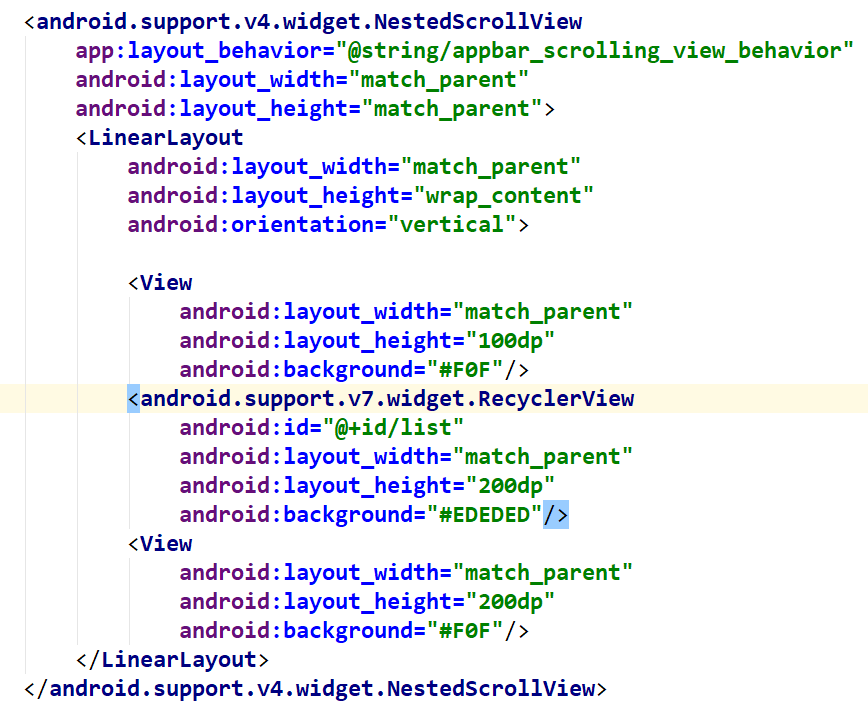 <android.support.v4.widget.NestedScrollView
    app:layout_behavior="@string/appbar_scrolling_view_behavior"
    android:layout_width="match_parent"
    android:layout_height="match_parent">
    <LinearLayout
        android:layout_width="match_parent"
        android:layout_height="wrap_content"
        android:orientation="vertical">

        <View
            android:layout_width="match_parent"
            android:layout_height="100dp"
            android:background="#F0F"/>
        <android.support.v7.widget.RecyclerView
            android:id="@+id/list"
            android:layout_width="match_parent"
            android:layout_height="200dp"
            android:background="#EDEDED"/>
        <View
            android:layout_width="match_parent"
            android:layout_height="200dp"
            android:background="#F0F"/>
    </LinearLayout>
</android.support.v4.widget.NestedScrollView>